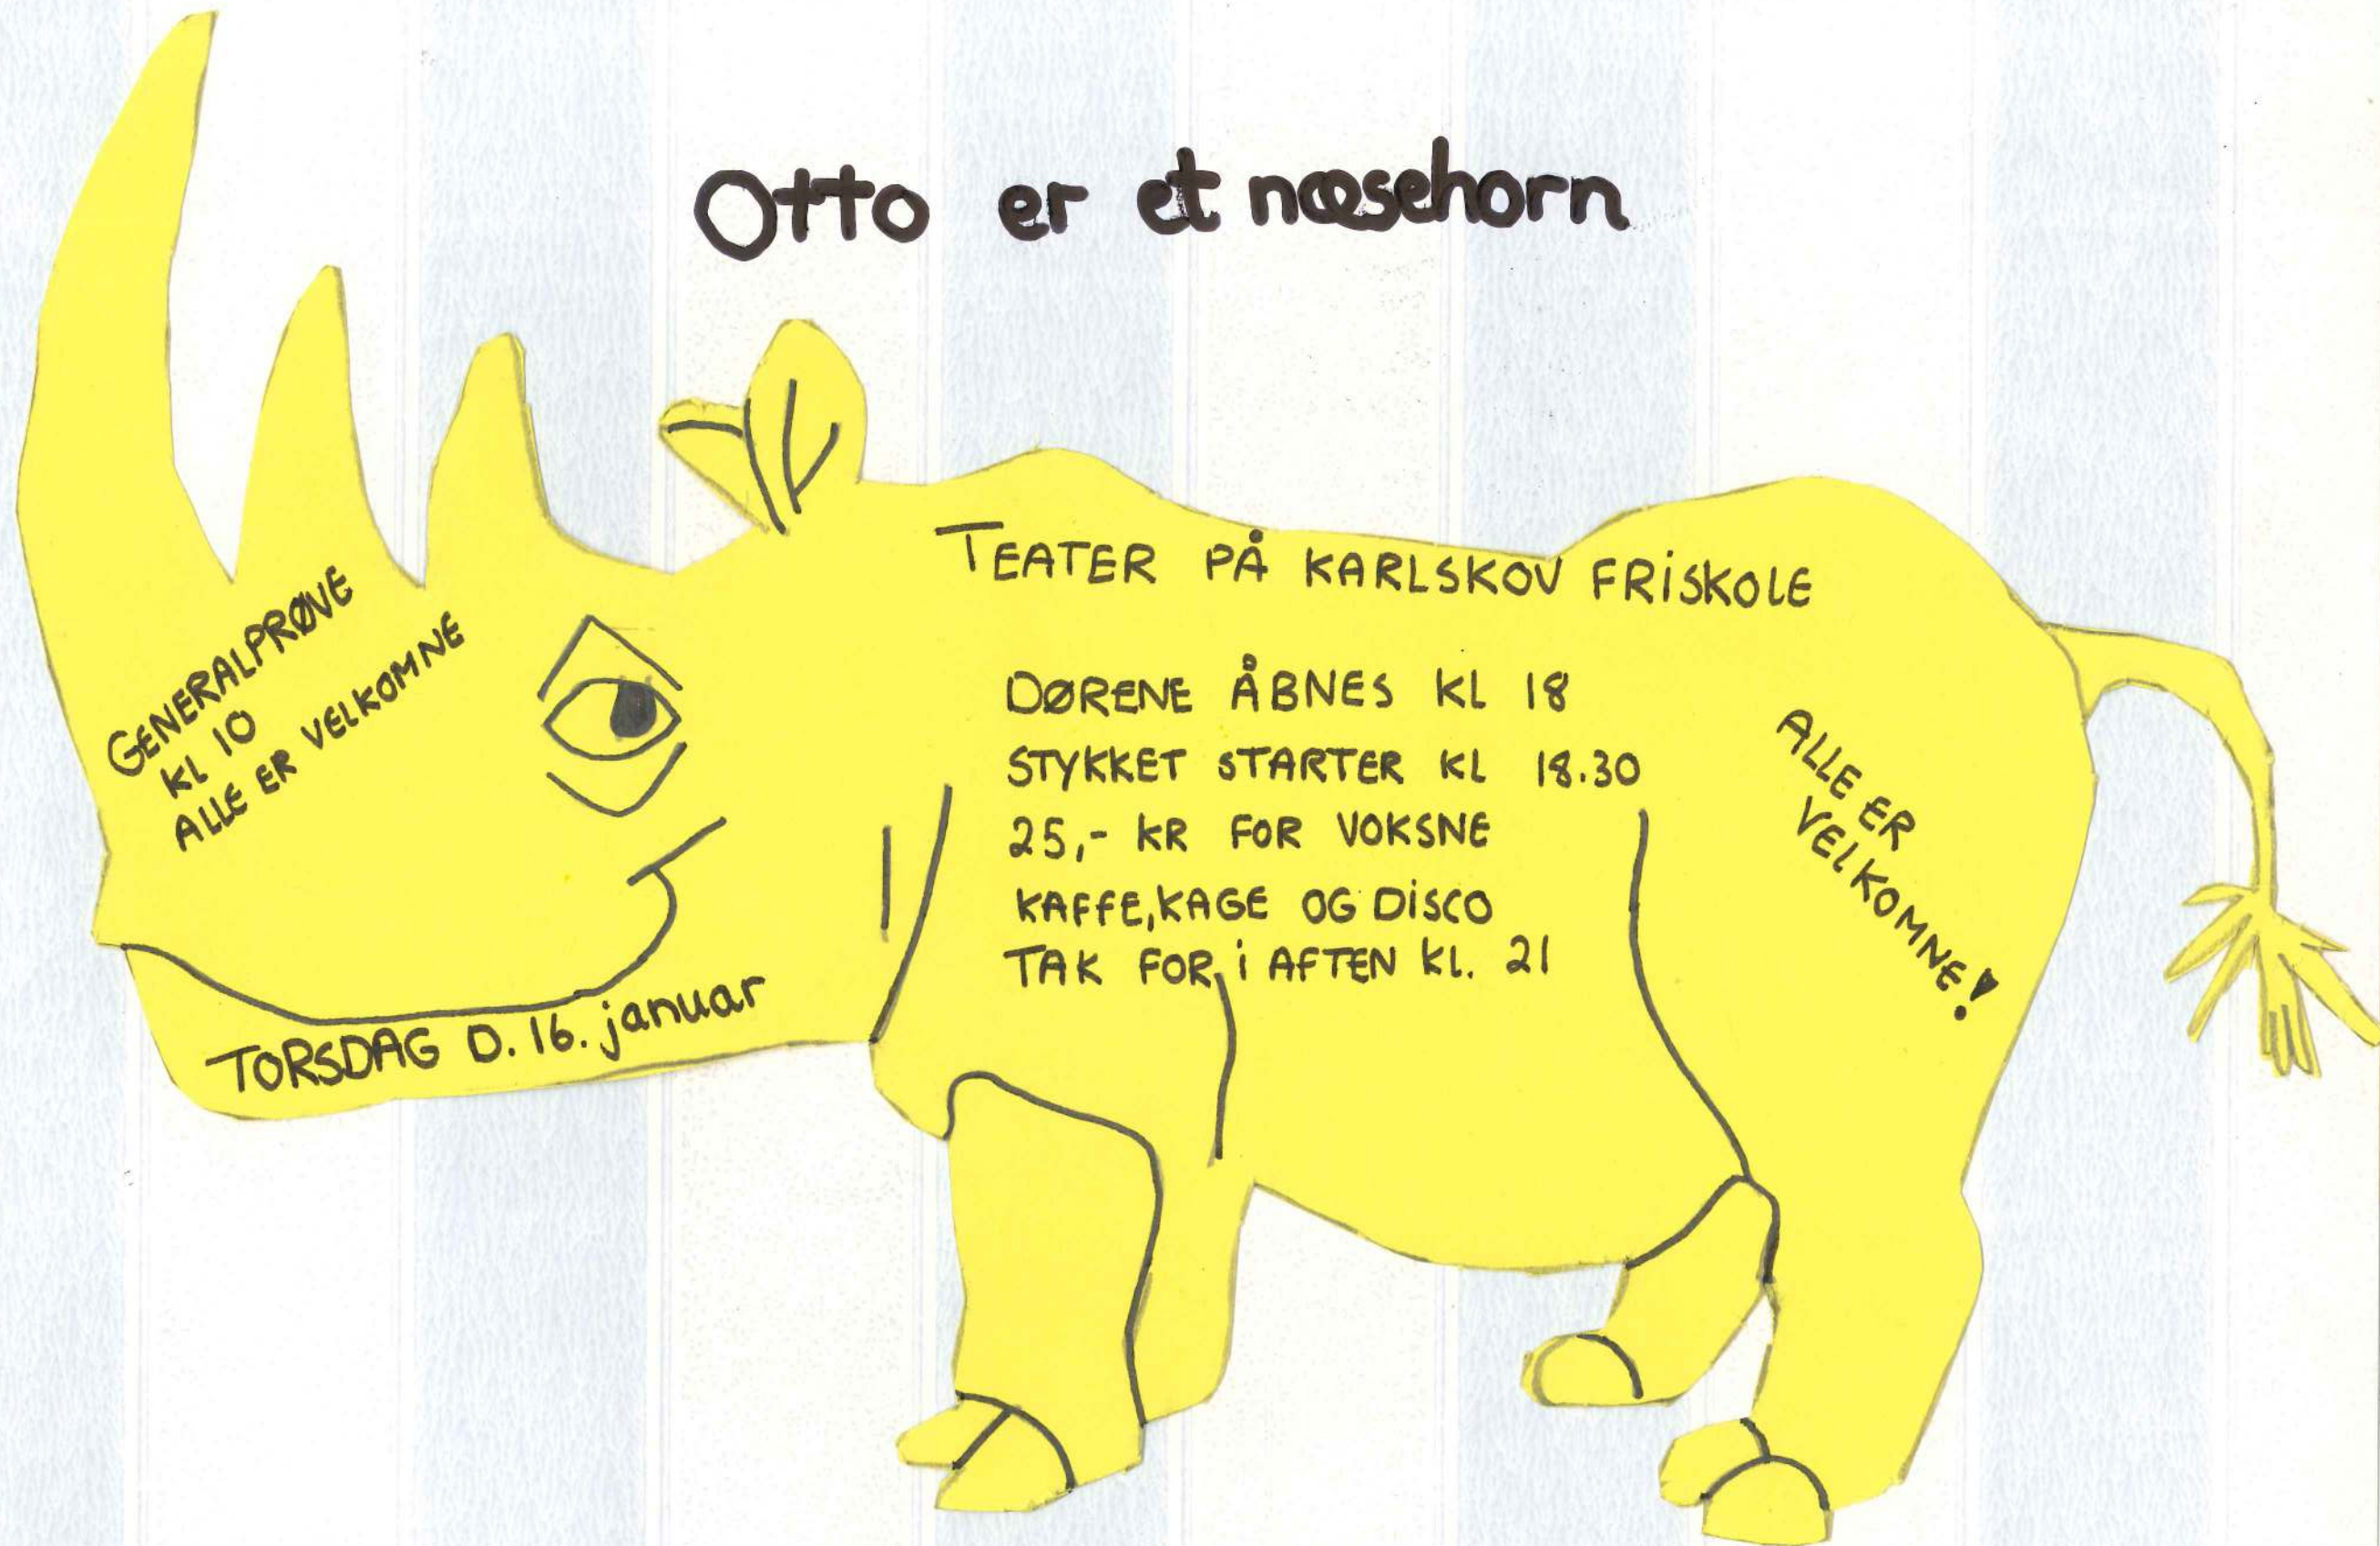 Otto er et næsehorn
GENERALPRØVE
KL 10
ALLE ER VELKOMNE
TORSDAG D. 16. januar
TEATER PÅ KARLSKOV FRISKOLE
DØRENE ÅBNES KL 18
STYKKET STARTER KL 18.30
25,- KR FOR VOKSNE
KAFFE, KAGE OG DISCO
TAK FOR i AFTEN KL. 21
ALLE ER
VELKOMNE!